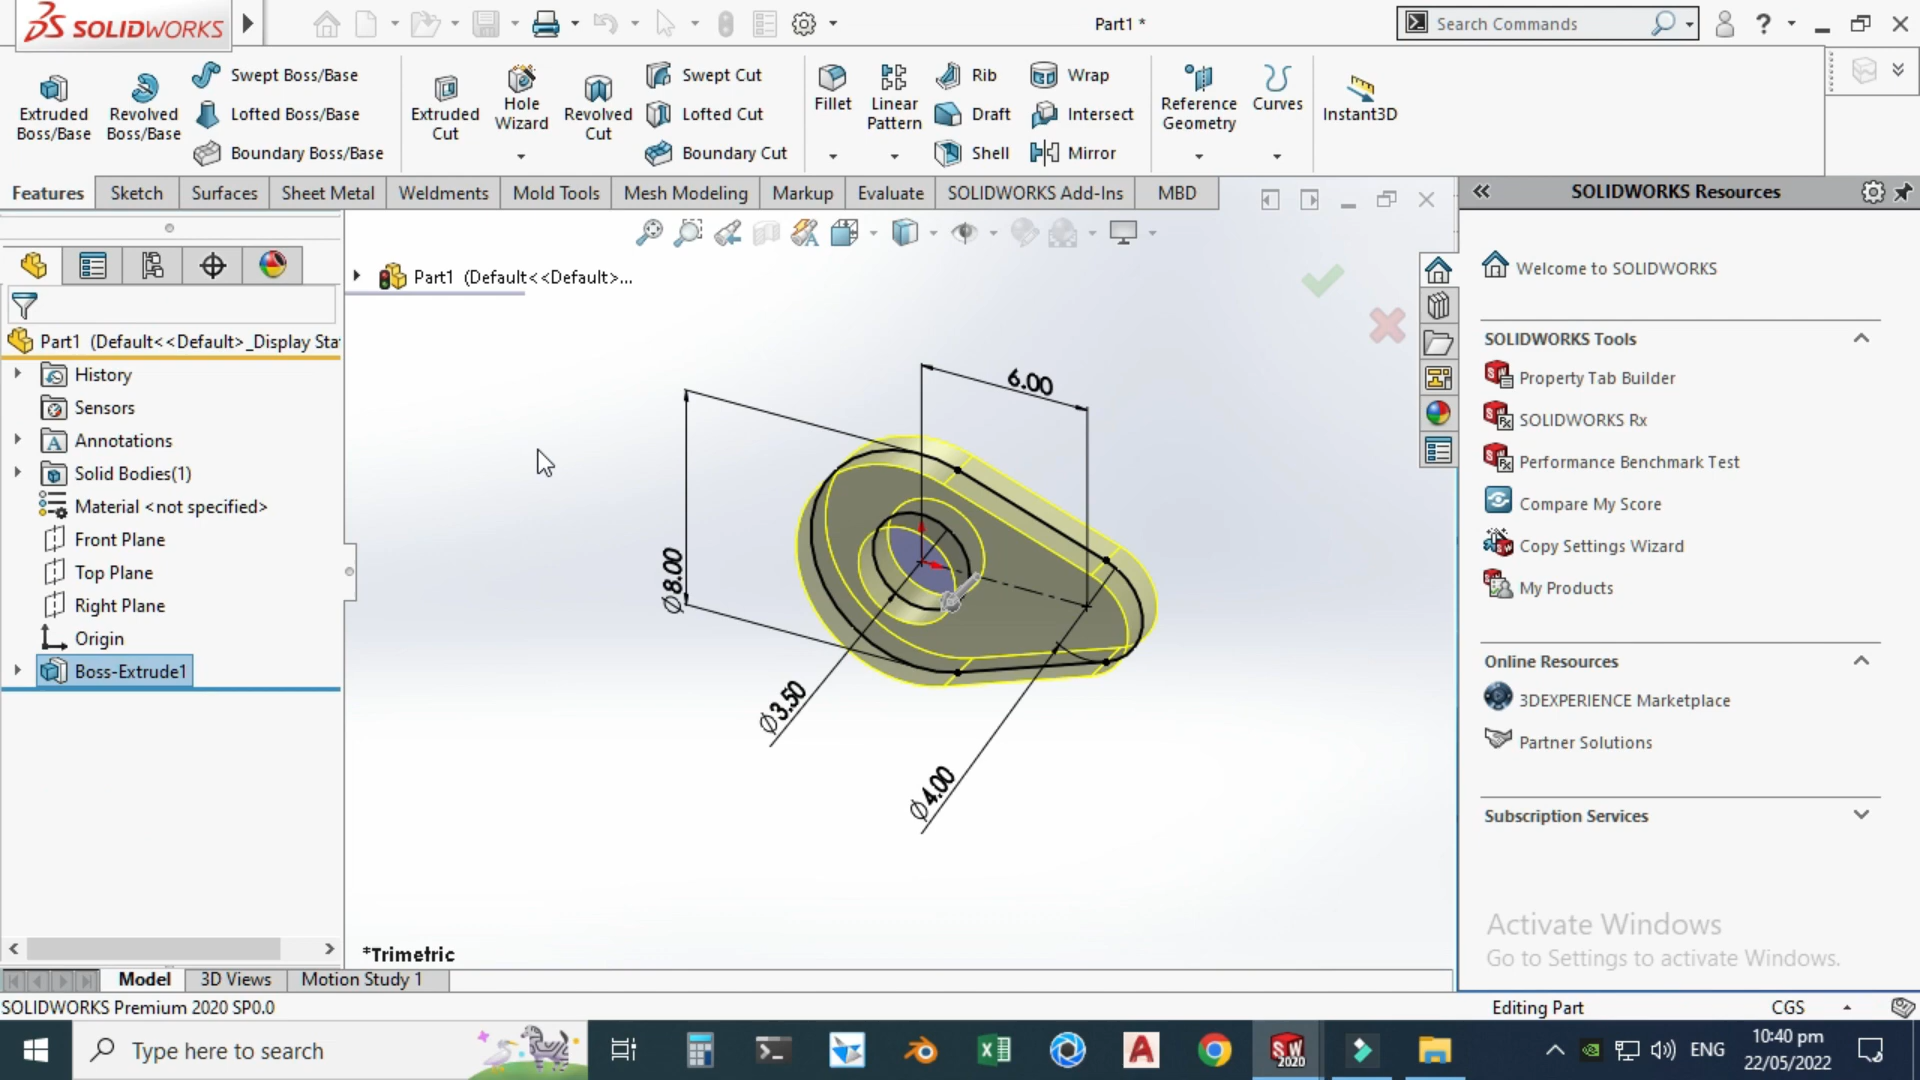 SOLIDWORKS
Part1 *
Search Commands
Extruded Boss/Base
Revolved Boss/Base
Swept Boss/Base
Lofted Boss/Base
Boundary Boss/Base
Extruded Cut
Hole Wizard
Revolved Cut
Swept Cut
Lofted Cut
Boundary Cut
Fillet
Linear Pattern
Rib
Draft
Shell
Wrap
Intersect
Mirror
Reference Geometry
Curves
Instant3D
Features
Sketch
Surfaces
Sheet Metal
Weldments
Mold Tools
Mesh Modeling
Markup
Evaluate
SOLIDWORKS Add-Ins
MBD
SOLIDWORKS Resources
Part1 (Default<<Default>...
Part1 (Default<<Default>_Display Sta
History
Sensors
Annotations
Solid Bodies(1)
Material <not specified>
Front Plane
Top Plane
Right Plane
Origin
Boss-Extrude1
6.00
Ø8.00
Ø3.50
Ø4.00
*Trimetric
Welcome to SOLIDWORKS
SOLIDWORKS Tools
Property Tab Builder
SOLIDWORKS Rx
Performance Benchmark Test
Compare My Score
Copy Settings Wizard
My Products
Online Resources
3DEXPERIENCE Marketplace
Partner Solutions
Subscription Services
Activate Windows
Go to Settings to activate Windows.
Model
3D Views
Motion Study 1
SOLIDWORKS Premium 2020 SP0.0
Editing Part
CGS
Type here to search
SW
2020
ENG
10:40 pm
22/05/2022